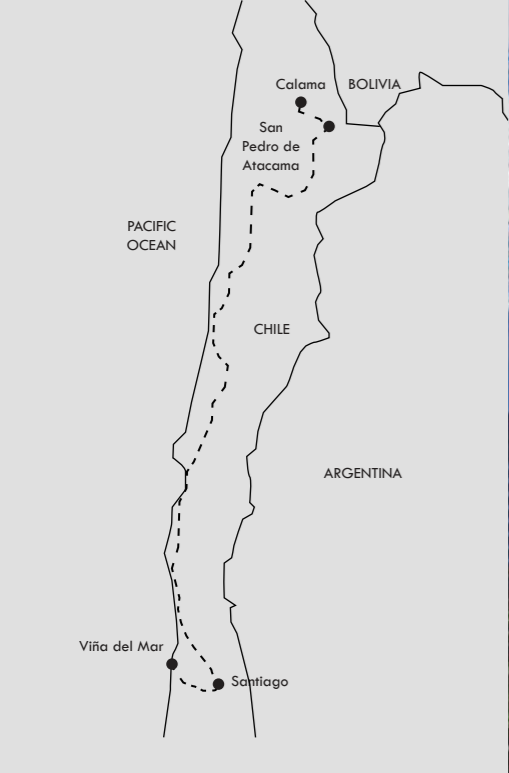 Calama
BOLIVIA
San
Pedro de
Atacama
PACIFIC
OCEAN
CHILE
ARGENTINA
Viña del Mar
Santiago